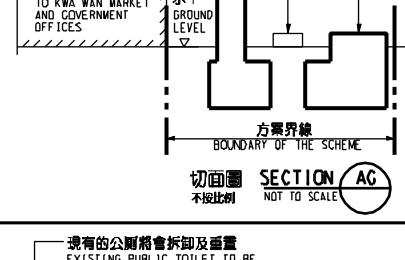 TO KWA WAN MARKET
AND GOVERNMENT
OFFICES
GROUND
LEVEL
方案界線
BOUNDARY OF THE SCHEME
切面圖 SECTION AG
不按比例 NOT TO SCALE
現有的公厠將會拆卸及重置
EXISTING PUBLIC TOILET TO BE